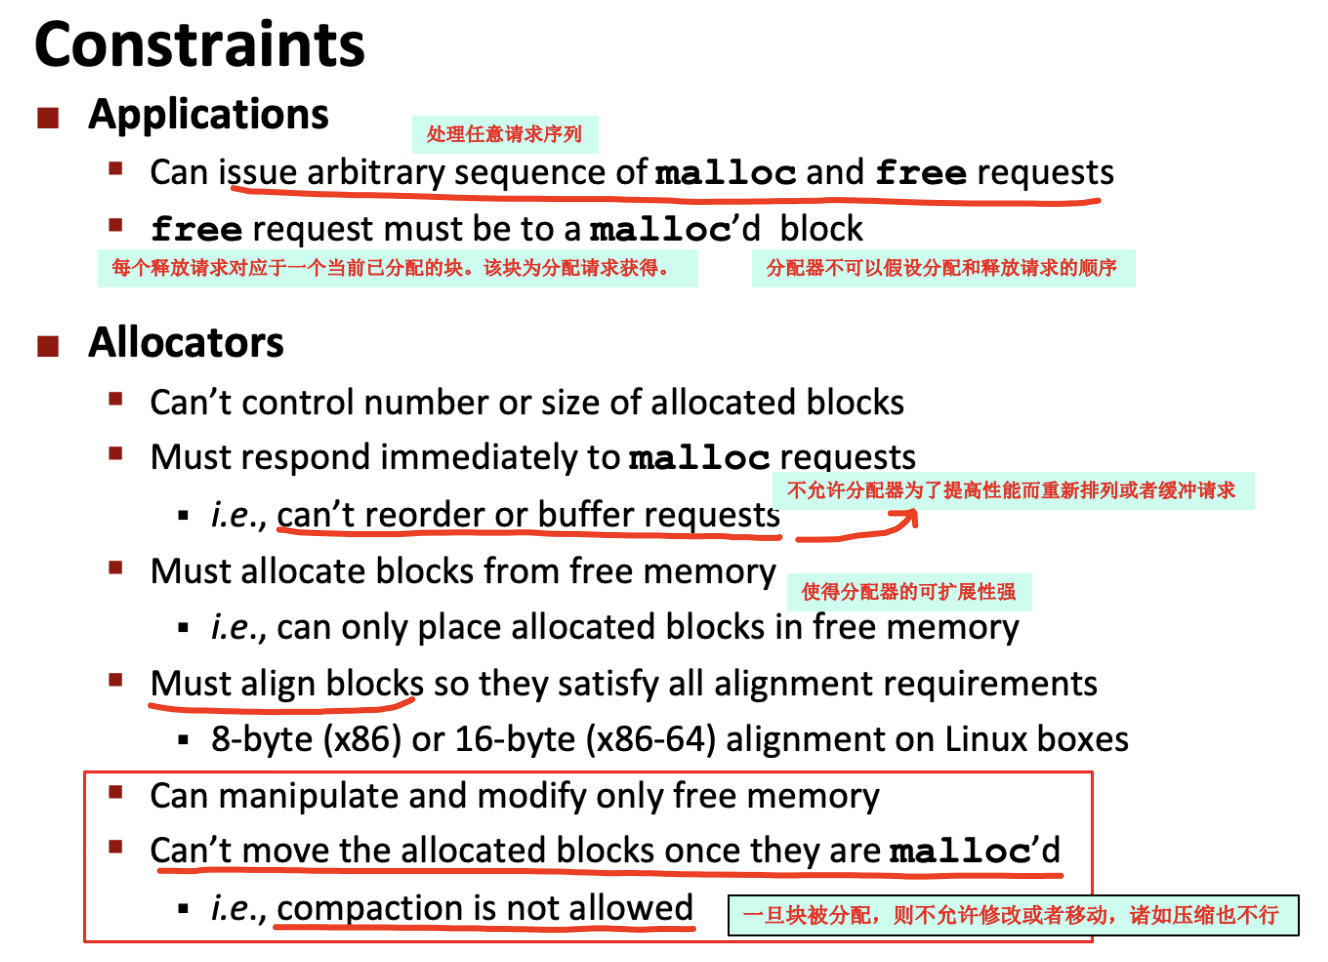 Constraints
Applications
处理任意请求序列
Can issue arbitrary sequence of malloc and free requests
free request must be to a malloc’d block
每个释放请求对应于一个当前已分配的块。该块为分配请求获得。
分配器不可以假设分配和释放请求的顺序
Allocators
Can’t control number or size of allocated blocks
Must respond immediately to malloc requests
不允许分配器为了提高性能而重新排列或者缓冲请求
i.e., can’t reorder or buffer requests
Must allocate blocks from free memory
使得分配器的可扩展性强
i.e., can only place allocated blocks in free memory
Must align blocks so they satisfy all alignment requirements
8-byte (x86) or 16-byte (x86-64) alignment on Linux boxes
Can manipulate and modify only free memory
Can’t move the allocated blocks once they are malloc’d
i.e., compaction is not allowed
一旦块被分配，则不允许修改或者移动，诸如压缩也不行